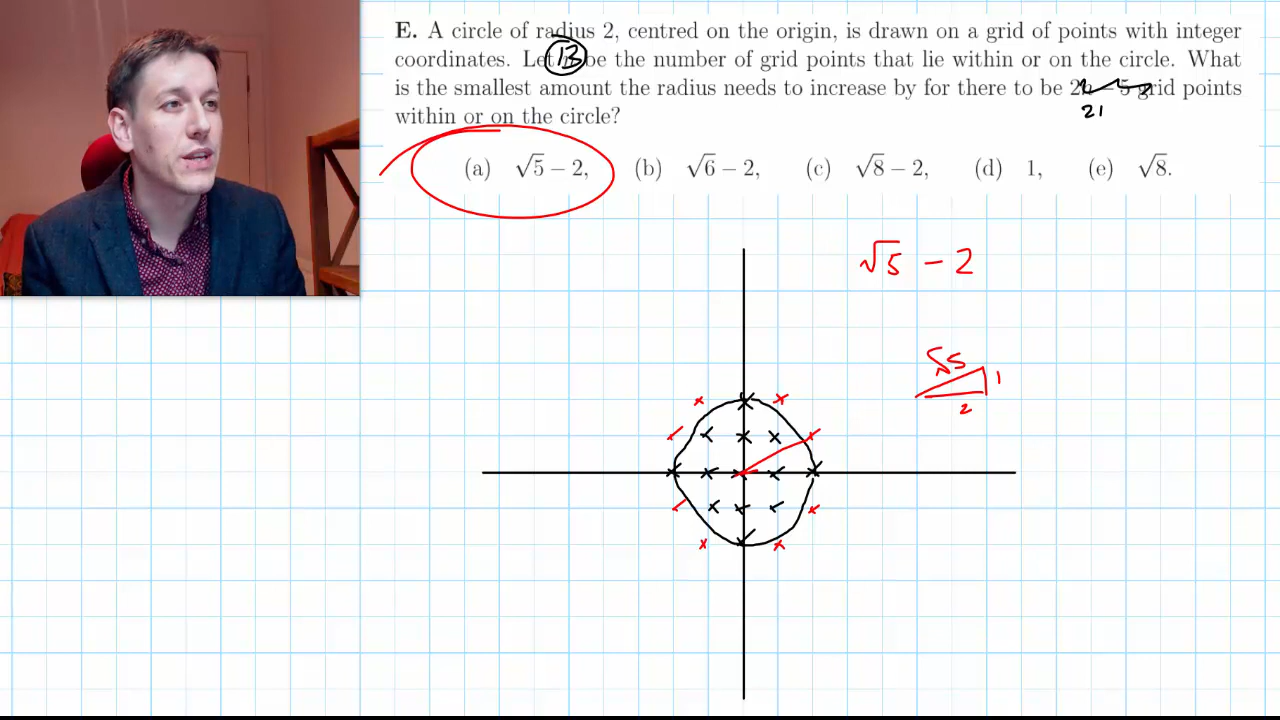 E. A circle of radius 2, centred on the origin, is drawn on a grid of points with integer
coordinates. Let 13 be the number of grid points that lie within or on the circle. What
is the smallest amount the radius needs to increase by for there to be 2n − 5 grid points
21
within or on the circle?
(a) √5 − 2, (b) √6 − 2, (c) √8 − 2, (d) 1, (e) √8.
√5 − 2
√5
1
2